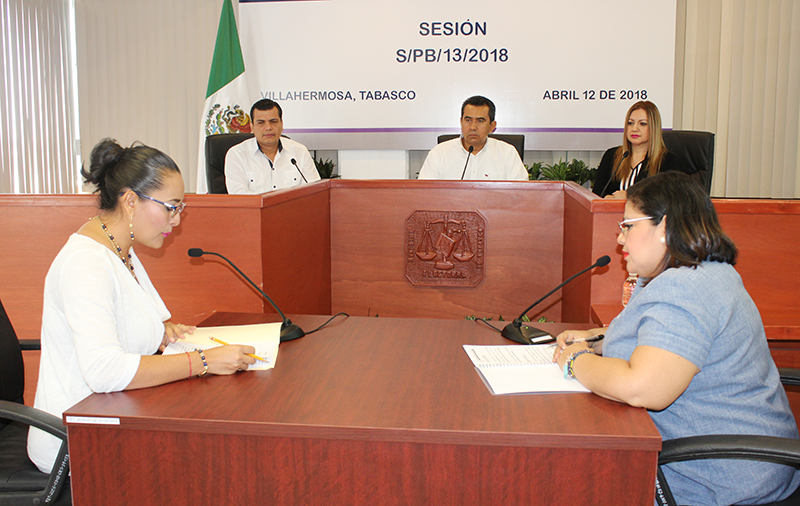 SESIÓN
S/PB/13/2018
VILLAHERMOSA, TABASCO
ABRIL 12 DE 2018